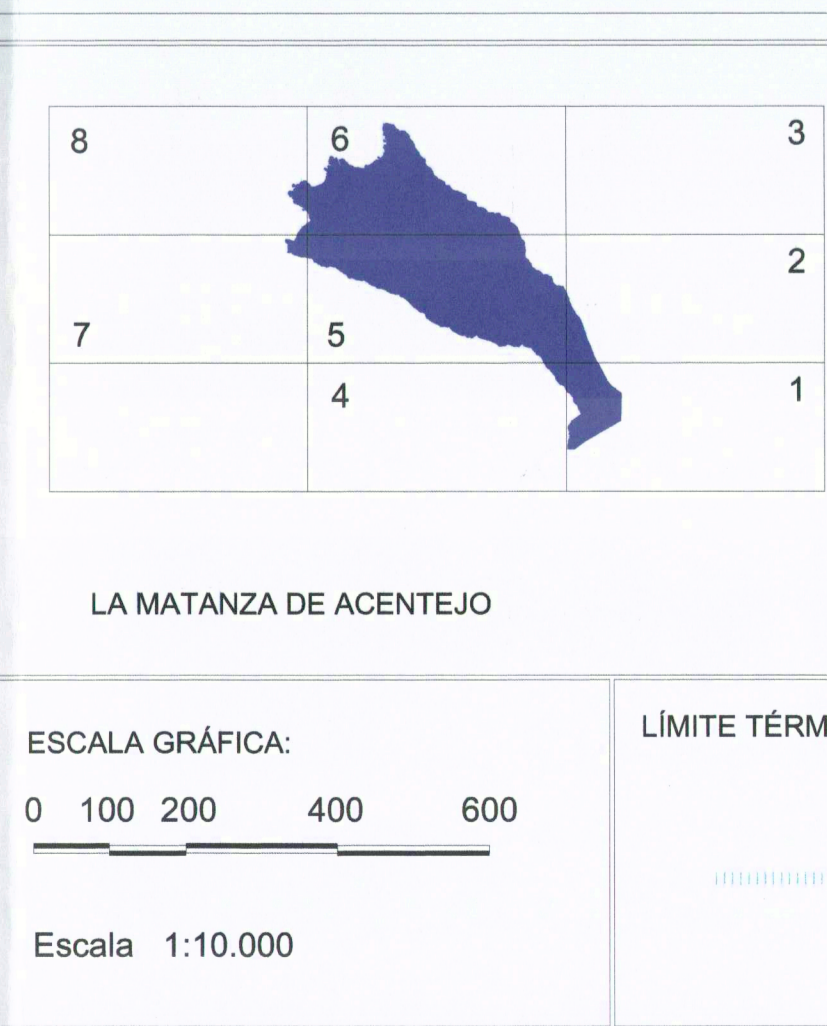 8 6 3
2
7 5
4 1
LA MATANZA DE ACENTEJO
ESCALA GRÁFICA:
0 100 200 400 600
Escala 1:10.000
LÍMITE TÉRM